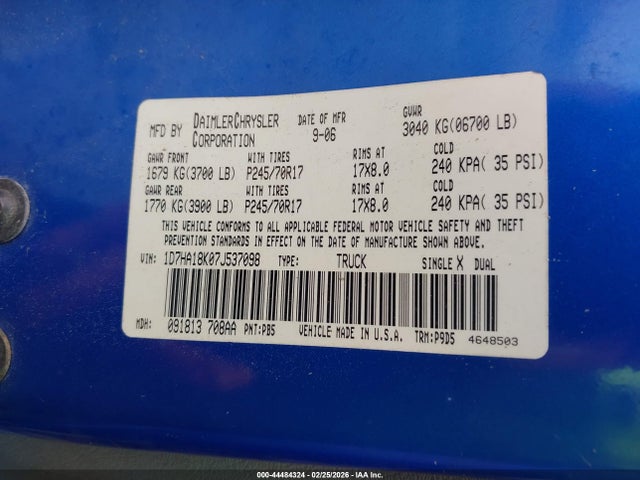 MFD BY DAIMLERCHRYSLER CORPORATION DATE OF MFR 9-06 GVWR 3040 KG(06700 LB)
GAWR FRONT WITH TIRES RIMS AT COLD
1679 KG(3700 LB) P245/70R17 17X8.0 240 KPA( 35 PSI)
GAWR REAR WITH TIRES RIMS AT COLD
1770 KG(3900 LB) P245/70R17 17X8.0 240 KPA( 35 PSI)
THIS VEHICLE CONFORMS TO ALL APPLICABLE FEDERAL MOTOR VEHICLE SAFETY AND THEFT
PREVENTION STANDARDS IN EFFECT ON THE DATE OF MANUFACTURE SHOWN ABOVE.
VIN: 1D7HA18K07J537098 TYPE: TRUCK SINGLE X DUAL
MDH: 091813 708AA PNT:PB5 VEHICLE MADE IN U.S.A. TRM:P9D5 4648503
000-44484324 - 02/25/2026 - IAA Inc.